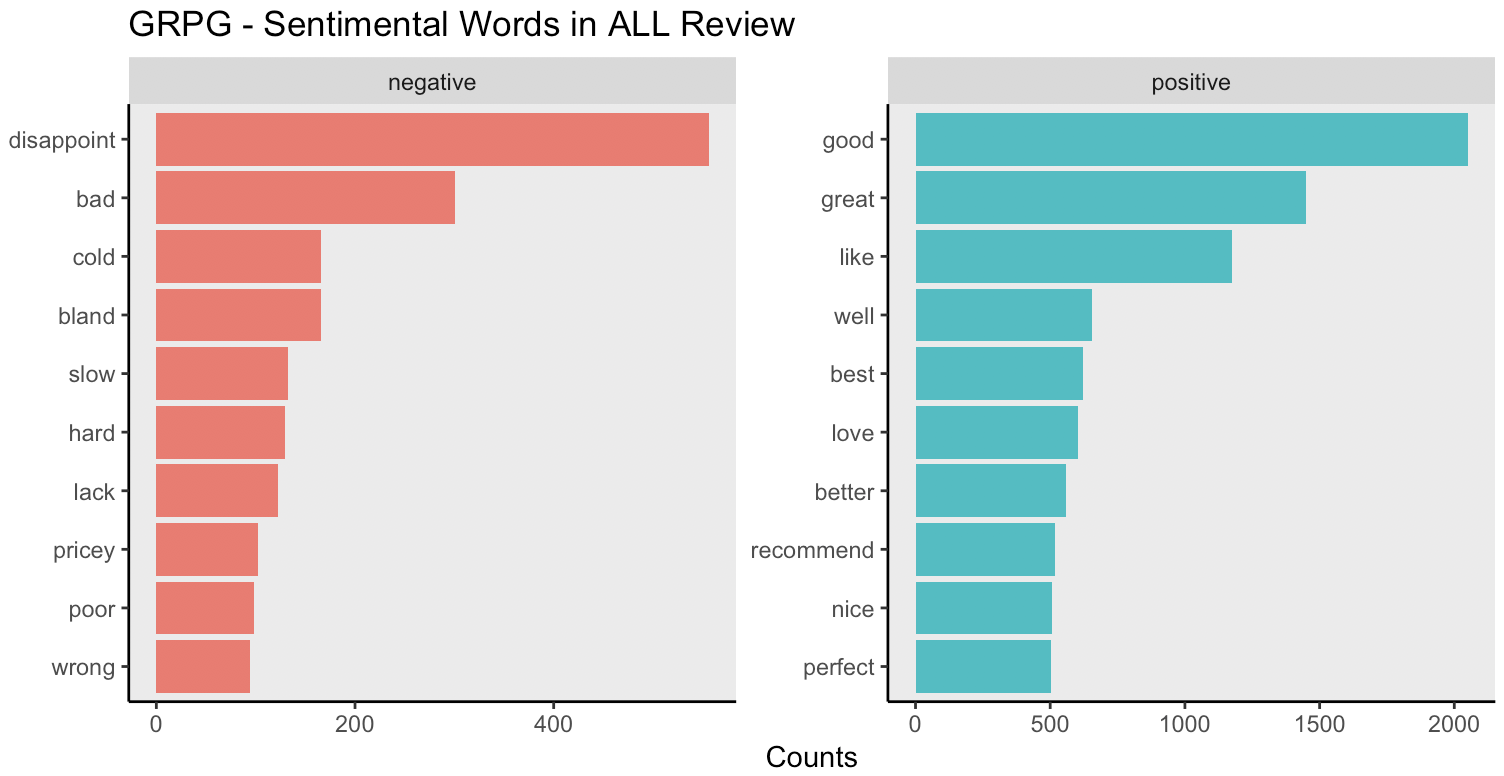 GRPG - Sentimental Words in ALL Review
negative
disappoint
bad
cold
bland
slow
hard
lack
pricey
poor
wrong
0 200 400
positive
good
great
like
well
best
love
better
recommend
nice
perfect
0 500 1000 1500 2000
Counts